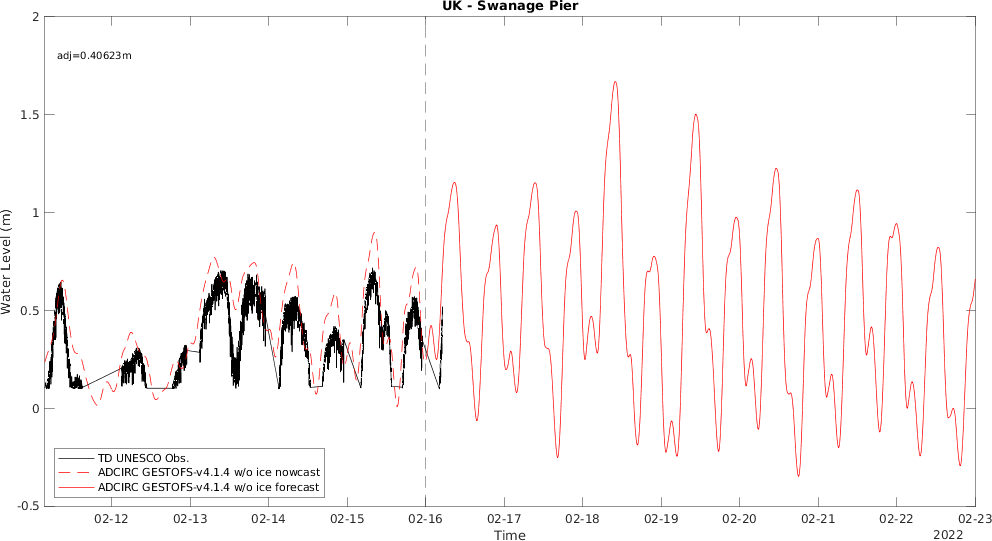 UK - Swanage Pier
2
adj=0.40623m
1.5
1
0.5
0
-0.5
Water Level (m)
TD UNESCO Obs.
ADCIRC GESTOFS-v4.1.4 w/o ice nowcast
ADCIRC GESTOFS-v4.1.4 w/o ice forecast
02-12 02-13 02-14 02-15 02-16 02-17 02-18 02-19 02-20 02-21 02-22 02-23
Time
2022